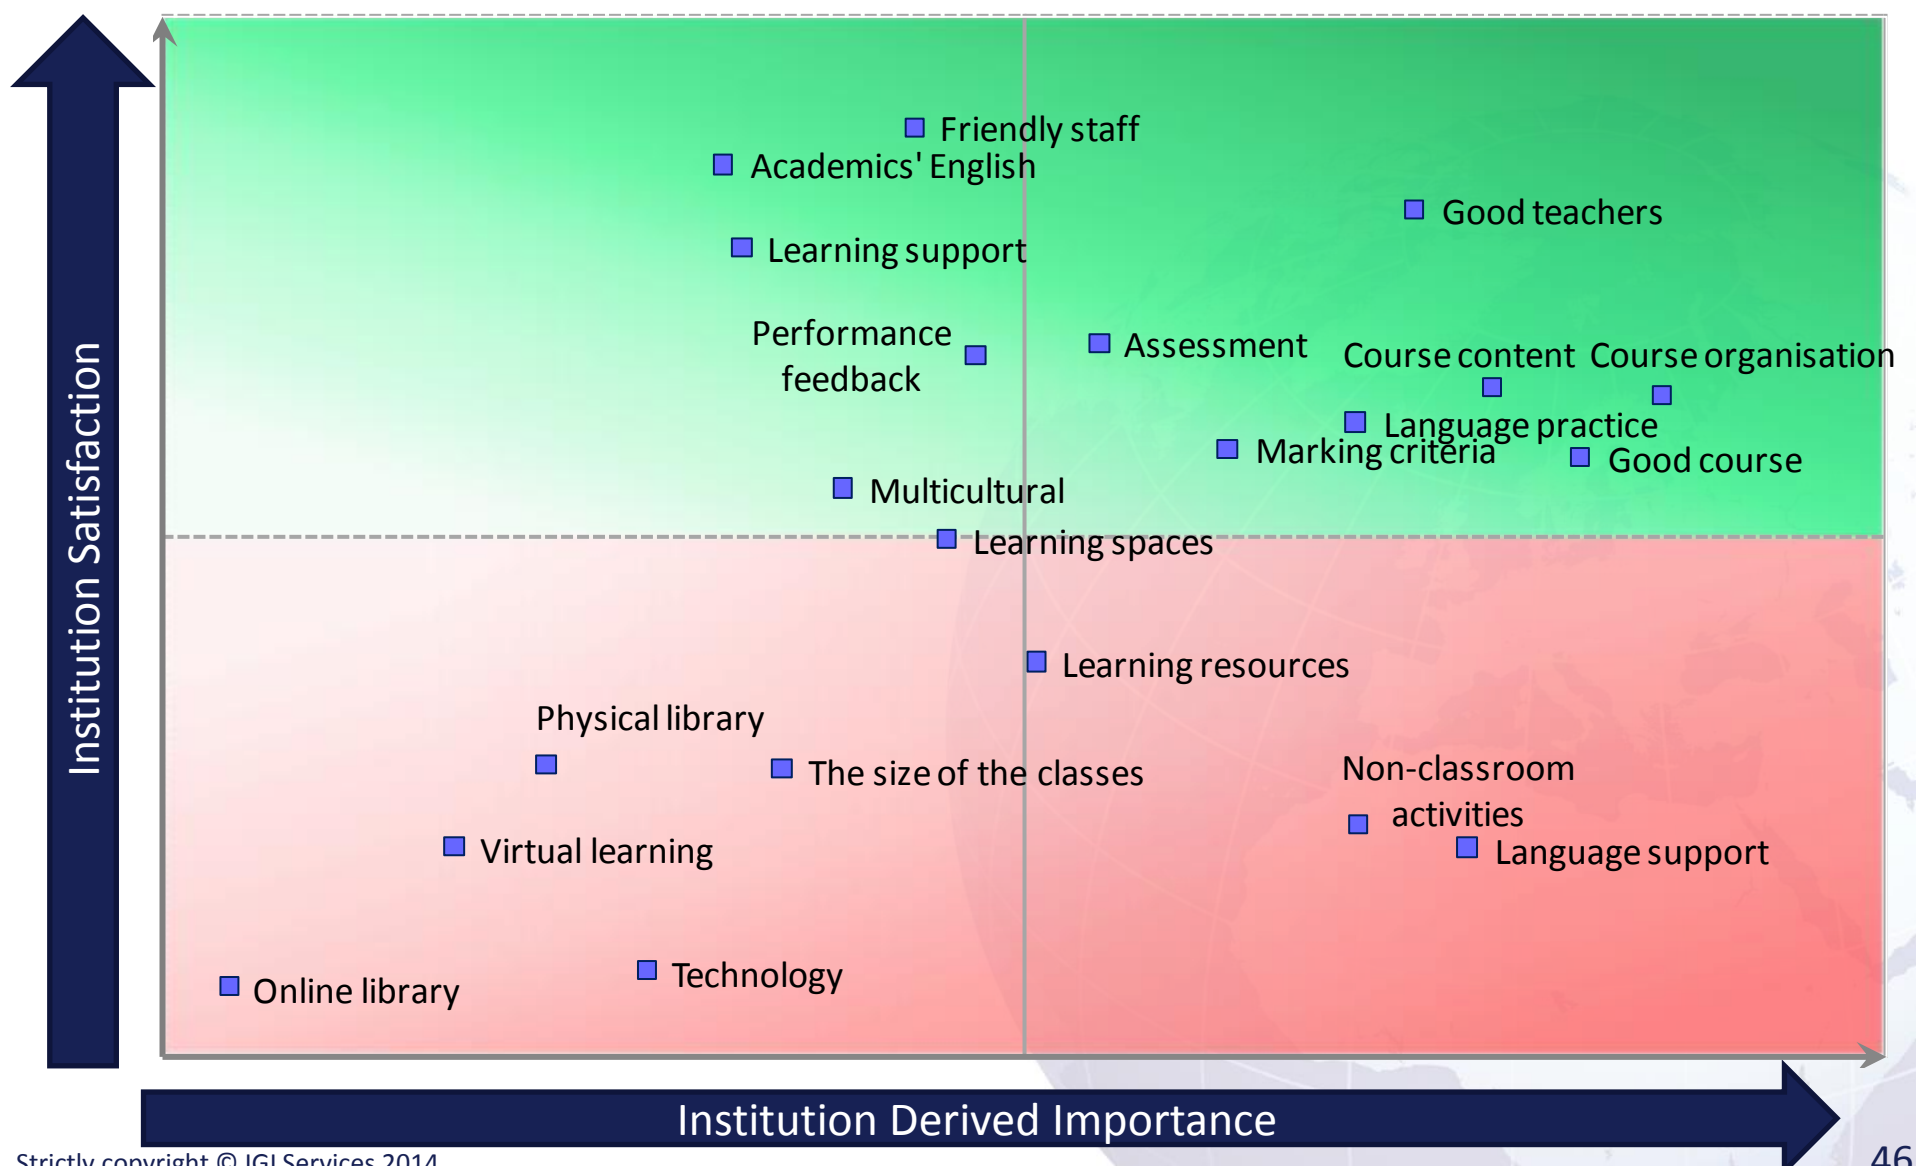 Friendly staff
Academics' English
Good teachers
Learning support
Performance
feedback
Assessment
Course content
Course organisation
Language practice
Marking criteria
Good course
Multicultural
Learning spaces
Learning resources
Physical library
The size of the classes
Non-classroom
activities
Virtual learning
Language support
Technology
Online library
Institution Satisfaction
Institution Derived Importance
Strictly copyright © IGI Services 2014
46